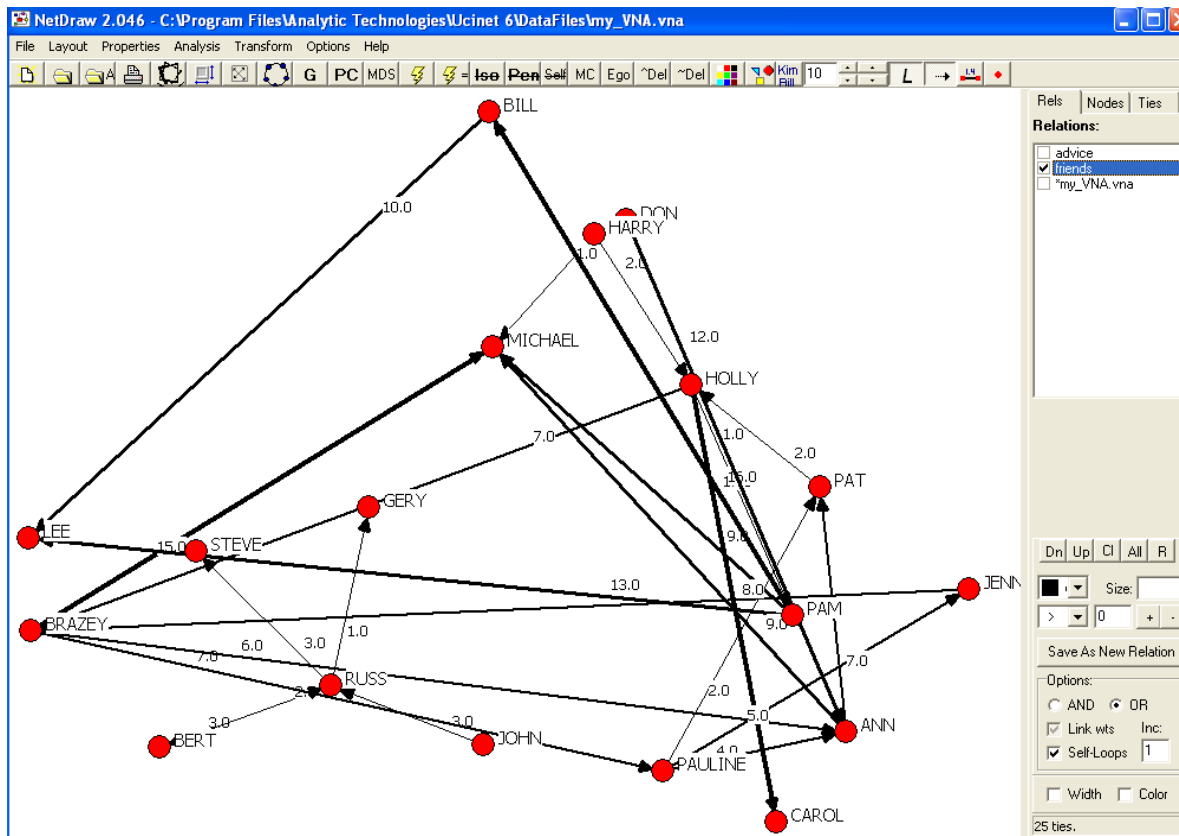 NetDraw 2.046 - C:\Program Files\Analytic Technologies\Ucinet 6\DataFiles\my_VNA.vna
File Layout Properties Analysis Transform Options Help
A G PC MDS = Iso Pen Self MC Ego ^Del ~Del Kim Bill 10 L 1.4
Rels Nodes Ties
Relations:
advice
friends
*my_VNA.vna
BILL
10.0
DON
HARRY
1.0
2.0
12.0
MICHAEL
HOLLY
7.0
1.0
2.0
PAT
GERY
LEE
15.0
STEVE
9.0
13.0
8.0
JENN
PAM
9.0
BRAZEY
6.0
3.0
1.0
7.0
7.0
RUSS
2.0
3.0
3.0
5.0
ANN
BERT
JOHN
4.0
PAULINE
CAROL
Dn Up Cl All R
Size:
> 0 + -
Save As New Relation
Options:
AND OR
Link wts Inc:
Self-Loops 1
Width Color
25 ties.